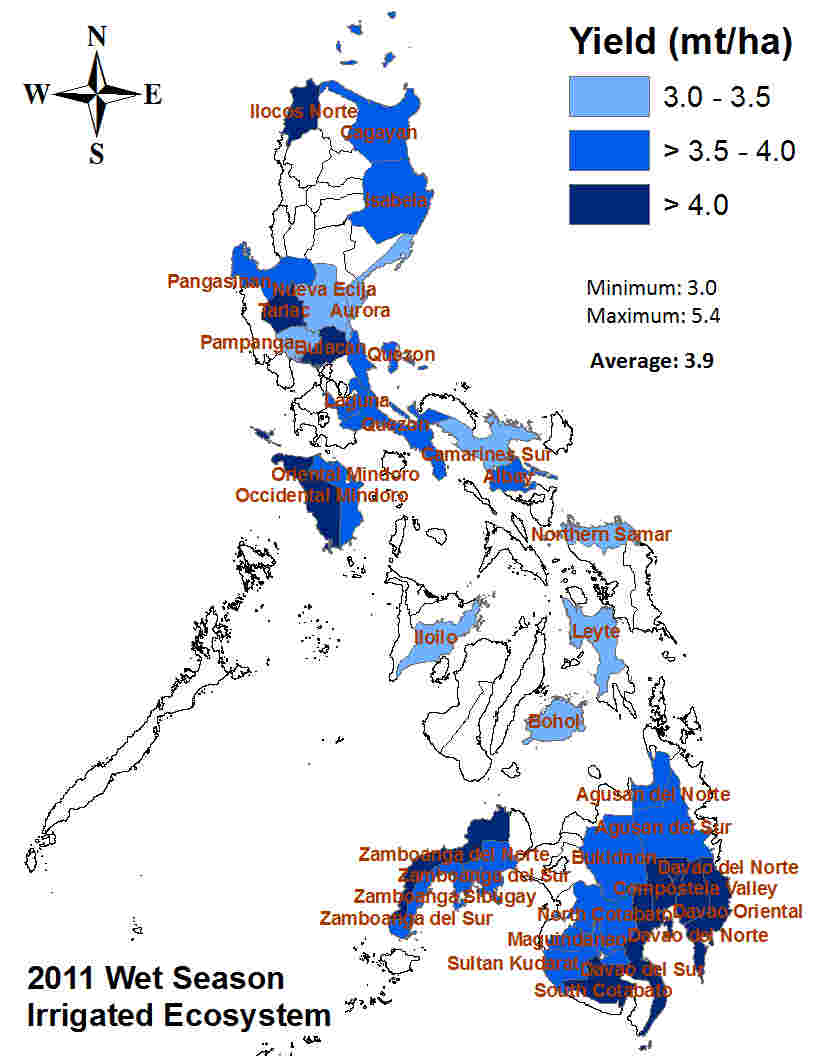 Yield (mt/ha)
N
W E
S
3.0 - 3.5
> 3.5 - 4.0
> 4.0
Minimum: 3.0
Maximum: 5.4
Average: 3.9
Ilocos Norte
Cagayan
Isabela
Pangasinan
Nueva Ecija
Tarlac
Aurora
Pampanga
Bulacan
Quezon
Laguna
Quezon
Camarines Sur
Albay
Oriental Mindoro
Occidental Mindoro
Northern Samar
Iloilo
Leyte
Bohol
Agusan del Norte
Agusan del Sur
Zamboanga del Norte
Bukidnon
Davao del Norte
Zamboanga del Sur
Compostela Valley
Zamboanga Sibugay
North Cotabato
Davao Oriental
Zamboanga del Sur
Maguindanao
Davao del Norte
Sultan Kudarat
Davao del Sur
South Cotabato
2011 Wet Season
Irrigated Ecosystem